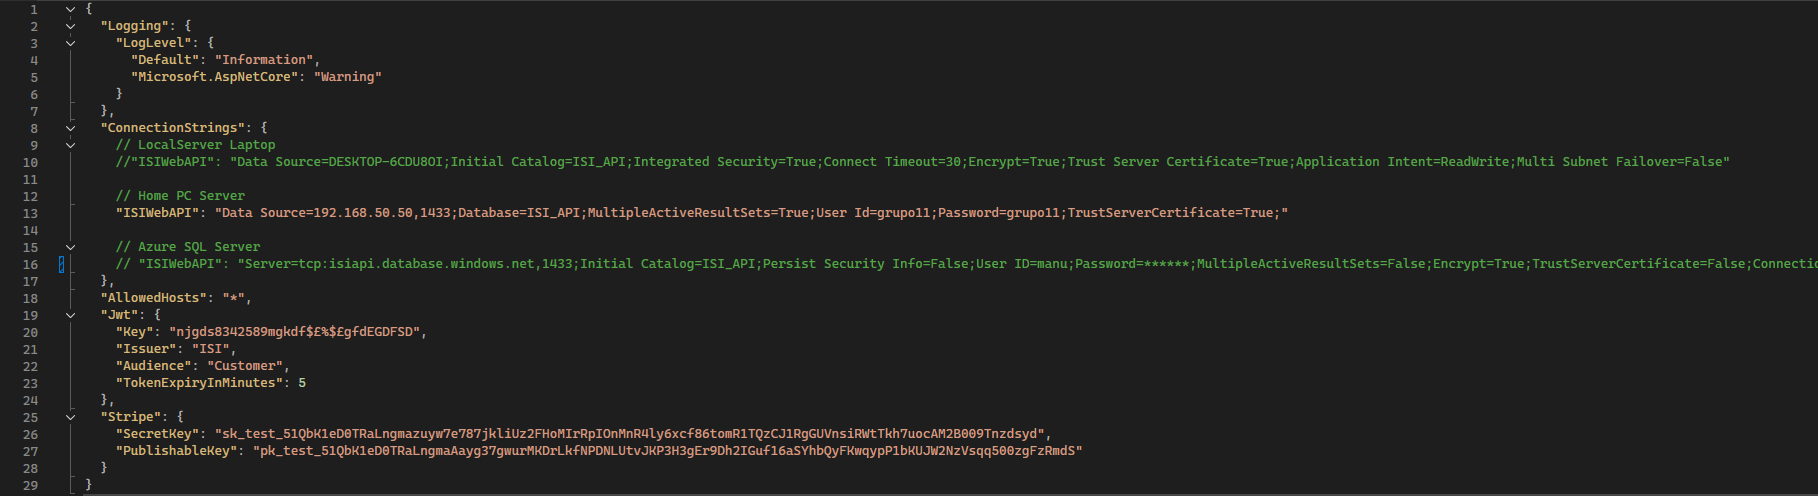 1 {
2 "Logging": {
3 "LogLevel": {
4 "Default": "Information",
5 "Microsoft.AspNetCore": "Warning"
6 }
7 },
8 "ConnectionStrings": {
9 // LocalServer Laptop
10 //"ISIWebAPI": "Data Source=DESKTOP-6CDU8OI;Initial Catalog=ISI_API;Integrated Security=True;Connect Timeout=30;Encrypt=True;Trust Server Certificate=True;Application Intent=ReadWrite;Multi Subnet Failover=False"
11
12 // Home PC Server
13 "ISIWebAPI": "Data Source=192.168.50.50,1433;Database=ISI_API;MultipleActiveResultSets=True;User Id=grupo11;Password=grupo11;TrustServerCertificate=True;"
14
15 // Azure SQL Server
16 // "ISIWebAPI": "Server=tcp:isiapi.database.windows.net,1433;Initial Catalog=ISI_API;Persist Security Info=False;User ID=manu;Password=******;MultipleActiveResultSets=False;Encrypt=True;TrustServerCertificate=False;Connectio
17 },
18 "AllowedHosts": "*",
19 "Jwt": {
20 "Key": "njgds8342589mgkdf$£%$£gfdEGDFSD",
21 "Issuer": "ISI",
22 "Audience": "Customer",
23 "TokenExpiryInMinutes": 5
24 },
25 "Stripe": {
26 "SecretKey": "sk_test_51QbK1eD0TRaLngmazuyw7e787jkliUz2FHoMIrRpIOnMnR4ly6xcf86tomR1TQzCJ1RgGUVnsiRWtTkh7uocAM2B009Tnzdsyd",
27 "PublishableKey": "pk_test_51QbK1eD0TRaLngmaAayg37gwurMKDrLkfNPDNLUtvJKP3H3gEr9Dh2IGuf16aSYhbQyFKwqypP1bKUJW2NzVsqq500zgFzRmdS"
28 }
29 }